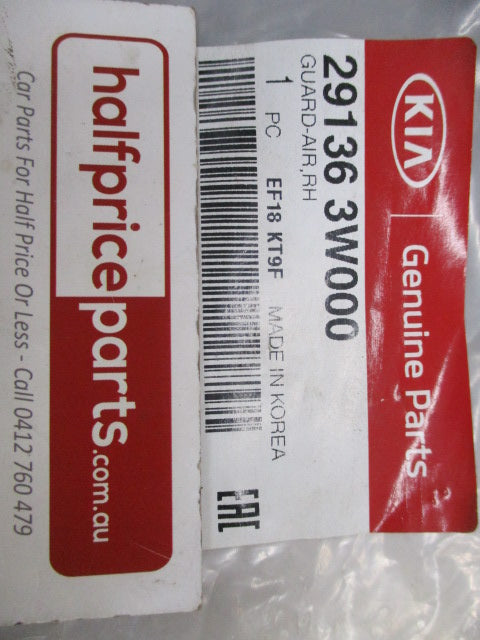 KIA Genuine Parts
29136 3W000
GUARD-AIR,RH
1 PC EF18 KT9F MADE IN KOREA
EAC
halfpriceparts.com.au
Car Parts For Half Price Or Less - Call 0412 760 479